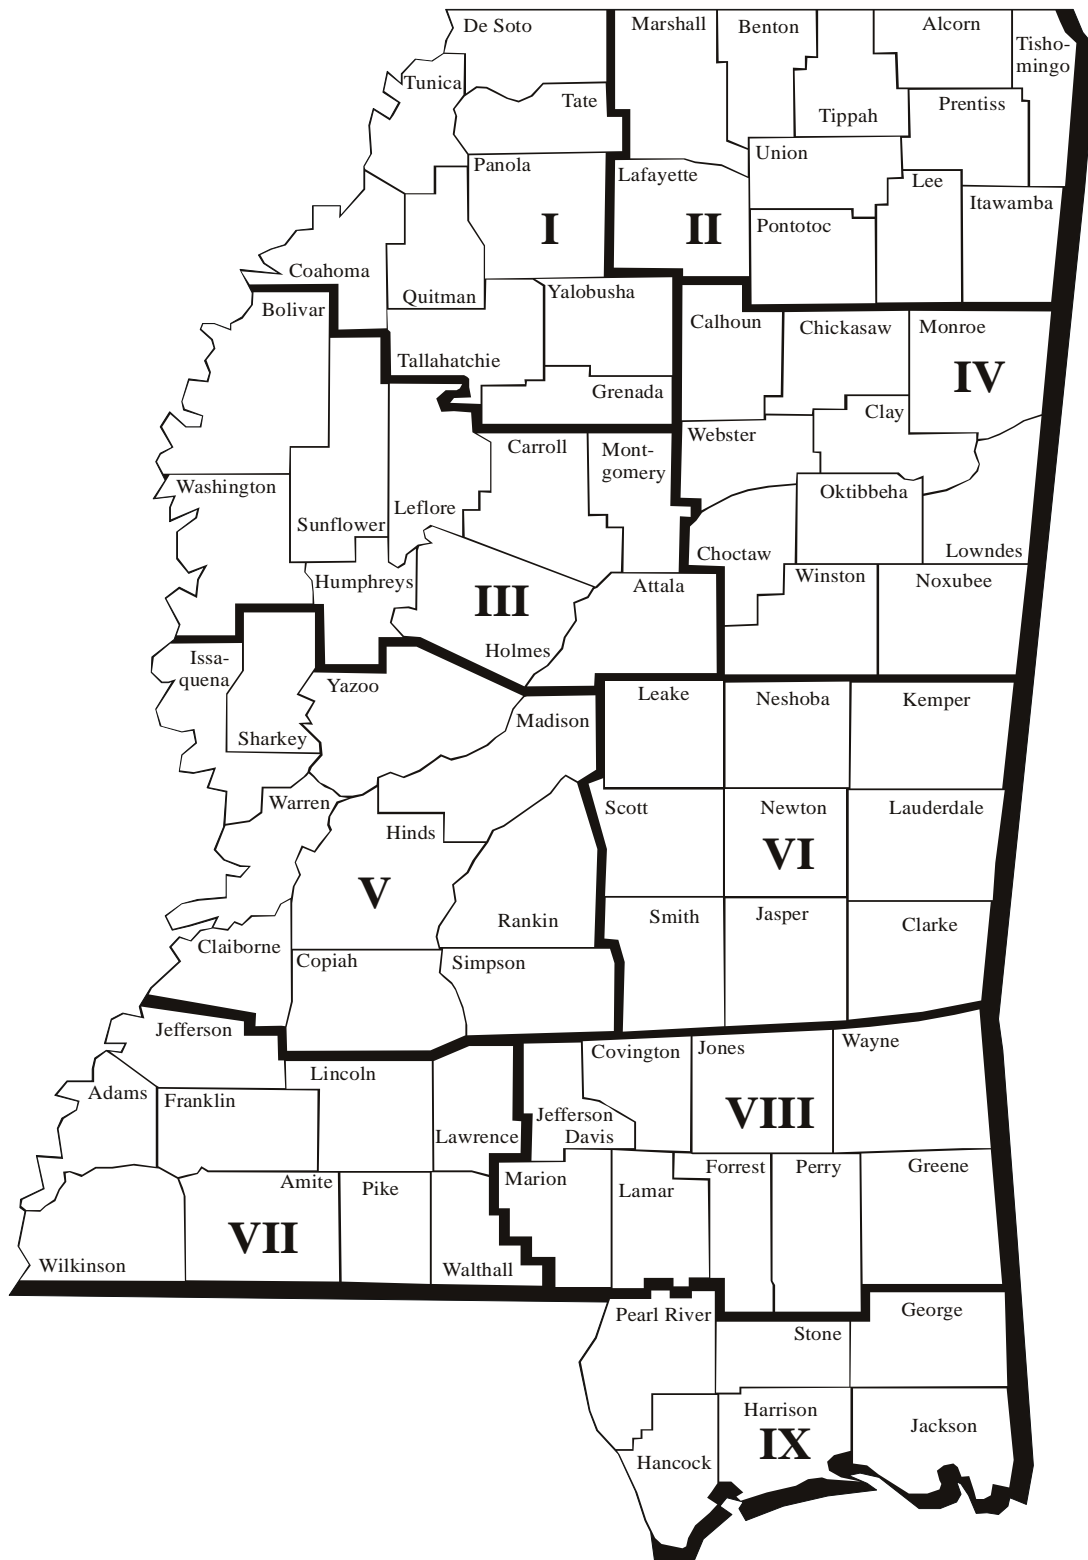 De Soto
Marshall
Benton
Alcorn
Tisho-
mingo
Tunica
Tate
Tippah
Prentiss
Panola
Lafayette
Union
Lee
Itawamba
I
II
Pontotoc
Coahoma
Quitman
Yalobusha
Bolivar
Calhoun
Chickasaw
Monroe
Tallahatchie
IV
Grenada
Clay
Webster
Carroll
Mont-
gomery
Washington
Oktibbeha
Sunflower
Leflore
Choctaw
Lowndes
Humphreys
III
Attala
Winston
Noxubee
Holmes
Issa-
quena
Yazoo
Leake
Neshoba
Kemper
Sharkey
Madison
Warren
Scott
Newton
Lauderdale
Hinds
VI
V
Rankin
Smith
Jasper
Clarke
Claiborne
Copiah
Simpson
Jefferson
Covington
Jones
Wayne
Adams
Franklin
Lincoln
VIII
Lawrence
Jefferson
Davis
Amite
Pike
Marion
Lamar
Forrest
Perry
Greene
VII
Wilkinson
Walthall
Pearl River
George
Stone
Harrison
IX
Jackson
Hancock